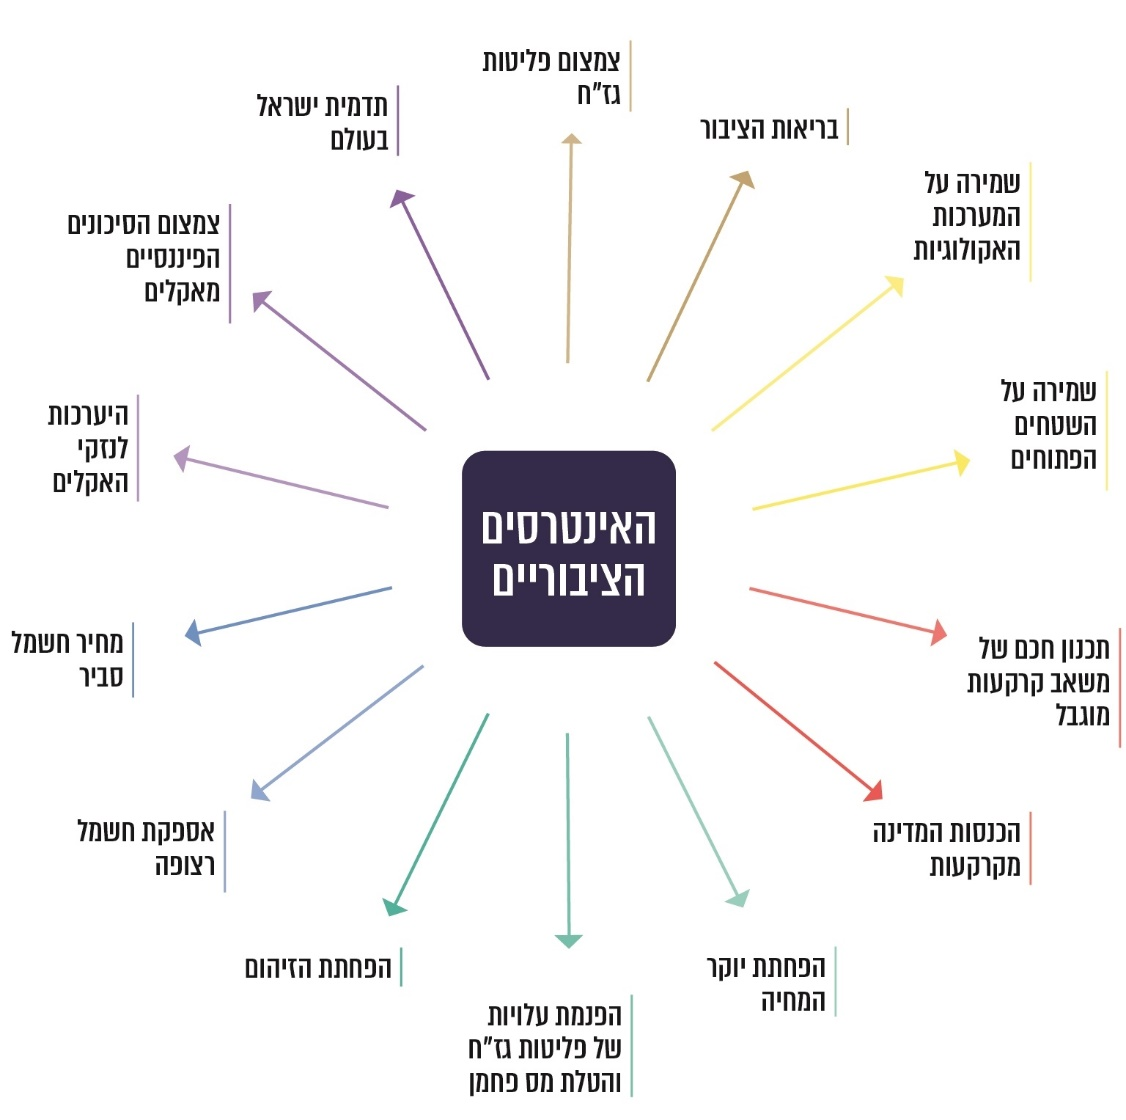 האינטרסים
הציבוריים
צמצום פליטות
גז"ח
בריאות הציבור
שמירה על
המערכות
האקולוגיות
שמירה על
השטחים
הפתוחים
תכנון חכם של
משאב קרקעות
מוגבל
הכנסות המדינה
מקרקעות
הפחתת יוקר
המחיה
הפנמת עלויות
של פליטות גז"ח
והטלת מס פחמן
הפחתת הזיהום
אספקת חשמל
רצופה
מחיר חשמל
סביר
היערכות
לנזקי
האקלים
צמצום הסיכונים
הפיננסיים
מאקלים
תדמית ישראל
בעולם